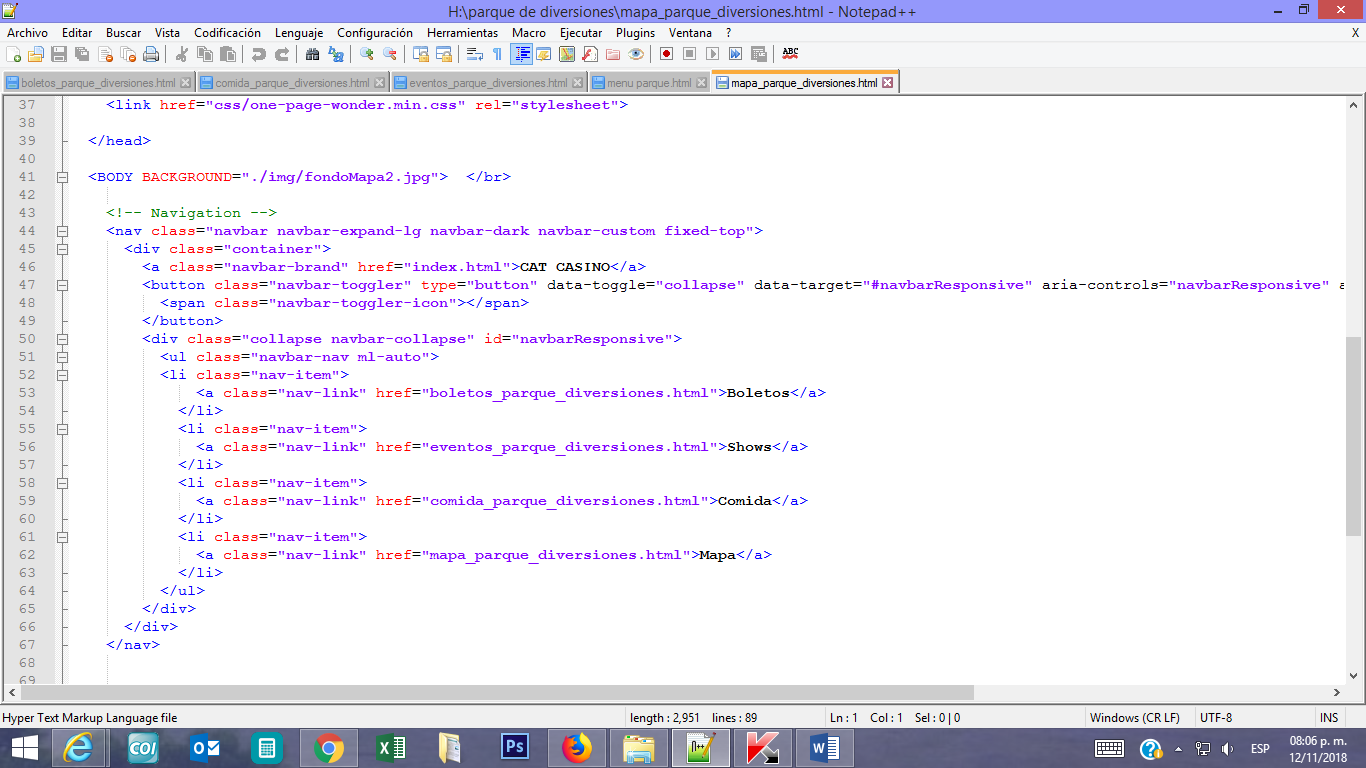 H:\parque de diversiones\mapa_parque_diversiones.html - Notepad++
Archivo Editar Buscar Vista Codificación Lenguaje Configuración Herramientas Macro Ejecutar Plugins Ventana ? X
boletos_parque_diversiones.html comida_parque_diversiones.html eventos_parque_diversiones.html menu parque.html mapa_parque_diversiones.html
37 <link href="css/one-page-wonder.min.css" rel="stylesheet">
38
39 </head>
40
41 <BODY BACKGROUND="./img/fondoMapa2.jpg"> </br>
42
43 <!-- Navigation -->
44 <nav class="navbar navbar-expand-lg navbar-dark navbar-custom fixed-top">
45 <div class="container">
46 <a class="navbar-brand" href="index.html">CAT CASINO</a>
47 <button class="navbar-toggler" type="button" data-toggle="collapse" data-target="#navbarResponsive" aria-controls="navbarResponsive" a
48 <span class="navbar-toggler-icon"></span>
49 </button>
50 <div class="collapse navbar-collapse" id="navbarResponsive">
51 <ul class="navbar-nav ml-auto">
52 <li class="nav-item">
53 <a class="nav-link" href="boletos_parque_diversiones.html">Boletos</a>
54 </li>
55 <li class="nav-item">
56 <a class="nav-link" href="eventos_parque_diversiones.html">Shows</a>
57 </li>
58 <li class="nav-item">
59 <a class="nav-link" href="comida_parque_diversiones.html">Comida</a>
60 </li>
61 <li class="nav-item">
62 <a class="nav-link" href="mapa_parque_diversiones.html">Mapa</a>
63 </li>
64 </ul>
65 </div>
66 </div>
67 </nav>
68
69
Hyper Text Markup Language file length : 2,951 lines : 89 Ln : 1 Col : 1 Sel : 0 | 0 Windows (CR LF) UTF-8 INS
ESP 08:06 p. m.
12/11/2018